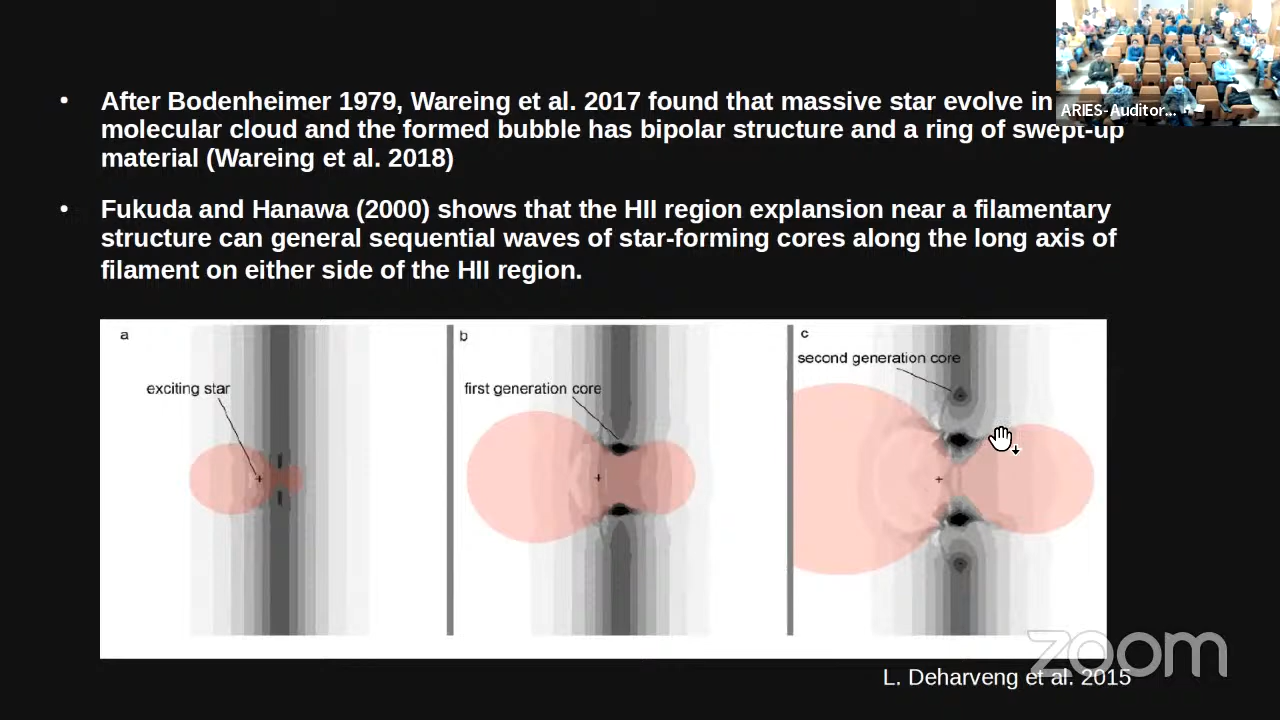 ARIES-Auditor...
• After Bodenheimer 1979, Wareing et al. 2017 found that massive star evolve in
molecular cloud and the formed bubble has bipolar structure and a ring of swept-up
material (Wareing et al. 2018)
• Fukuda and Hanawa (2000) shows that the HII region explansion near a filamentary
structure can general sequential waves of star-forming cores along the long axis of
filament on either side of the HII region.
a
exciting star
b
first generation core
c
second generation core
L. Deharveng et al. 2015
zoom